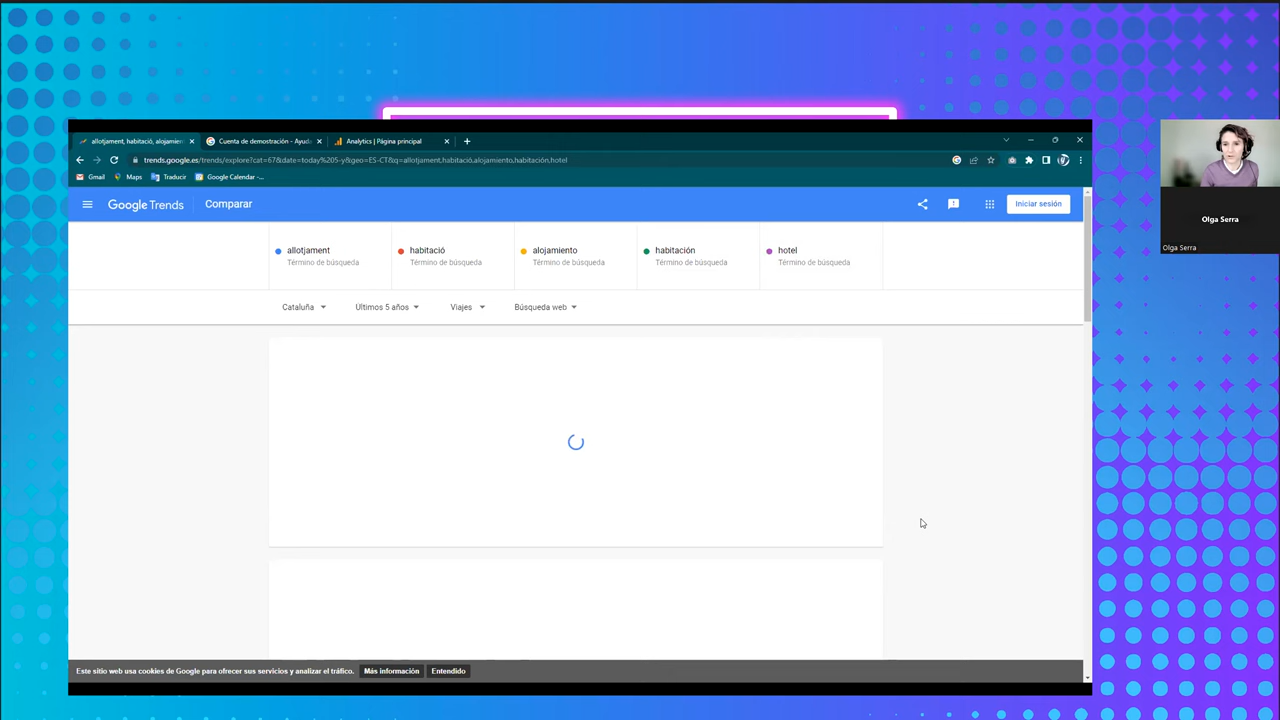 allotjament, habitació, alojamien
Cuenta de demostración - Ayuda
Analytics | Página principal
trends.google.es/trends/explore?cat=67&date=today%205-y&geo=ES-CT&q=allotjament,habitació,alojamiento,habitación,hotel
Gmail
Maps
Traducir
Google Calendar -...
Google Trends
Comparar
Iniciar sesión
allotjament
Término de búsqueda
habitació
Término de búsqueda
alojamiento
Término de búsqueda
habitación
Término de búsqueda
hotel
Término de búsqueda
Cataluña
Últimos 5 años
Viajes
Búsqueda web
Este sitio web usa cookies de Google para ofrecer sus servicios y analizar el tráfico.
Más información
Entendido
Olga Serra
Olga Serra